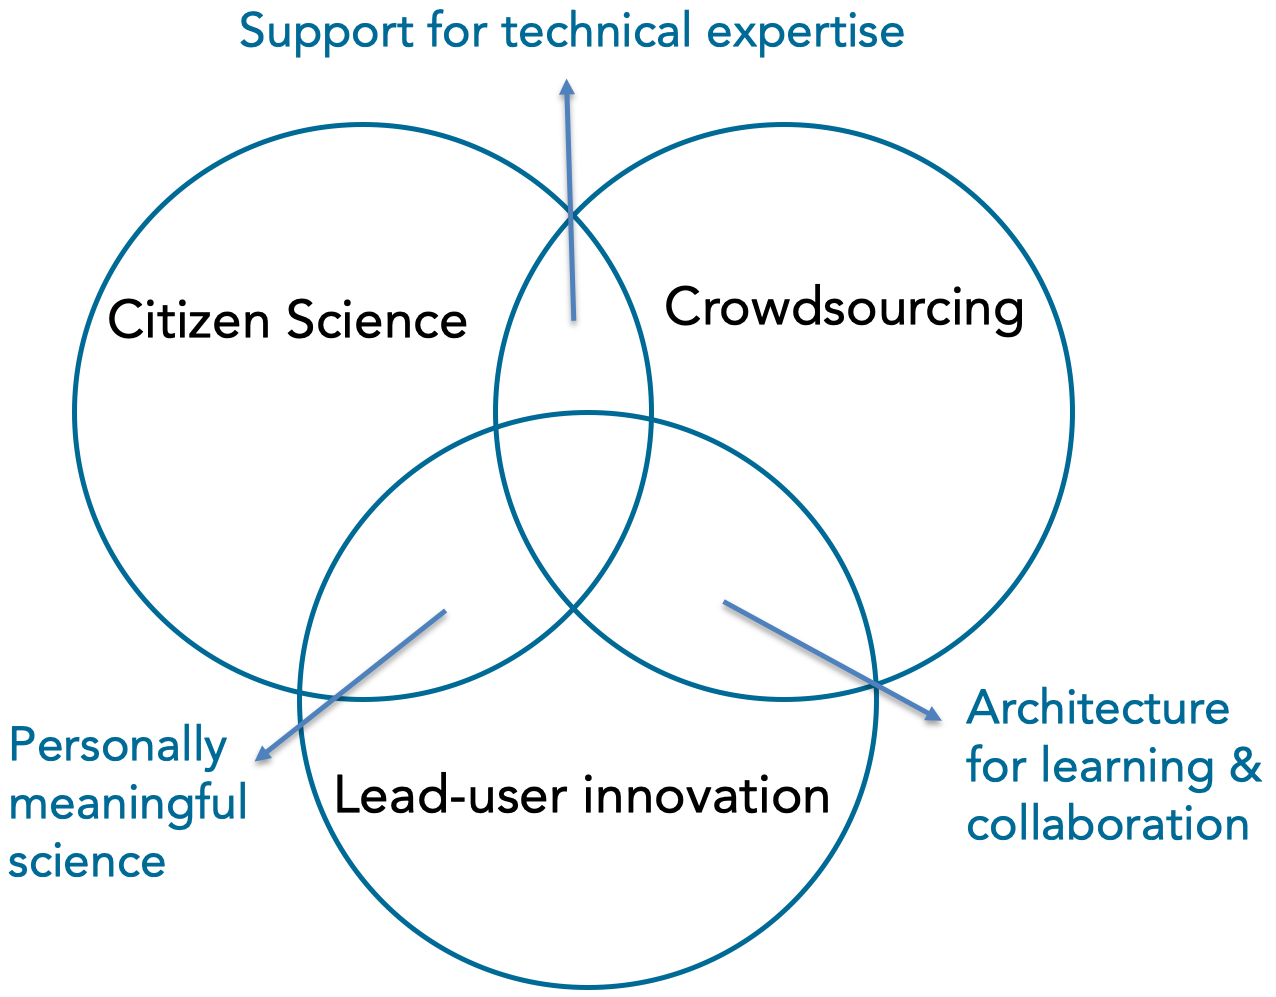 Support for technical expertise
Citizen Science
Crowdsourcing
Personally
meaningful
science
Lead-user innovation
Architecture
for learning &
collaboration